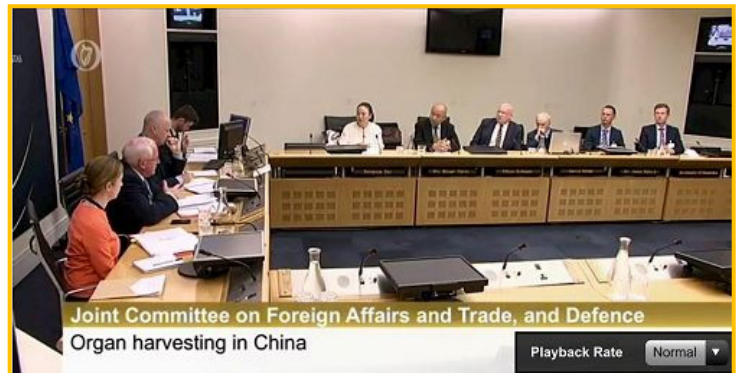 Joint Committee on Foreign Affairs and Trade, and Defence
Organ harvesting in China
Playback Rate
Normal